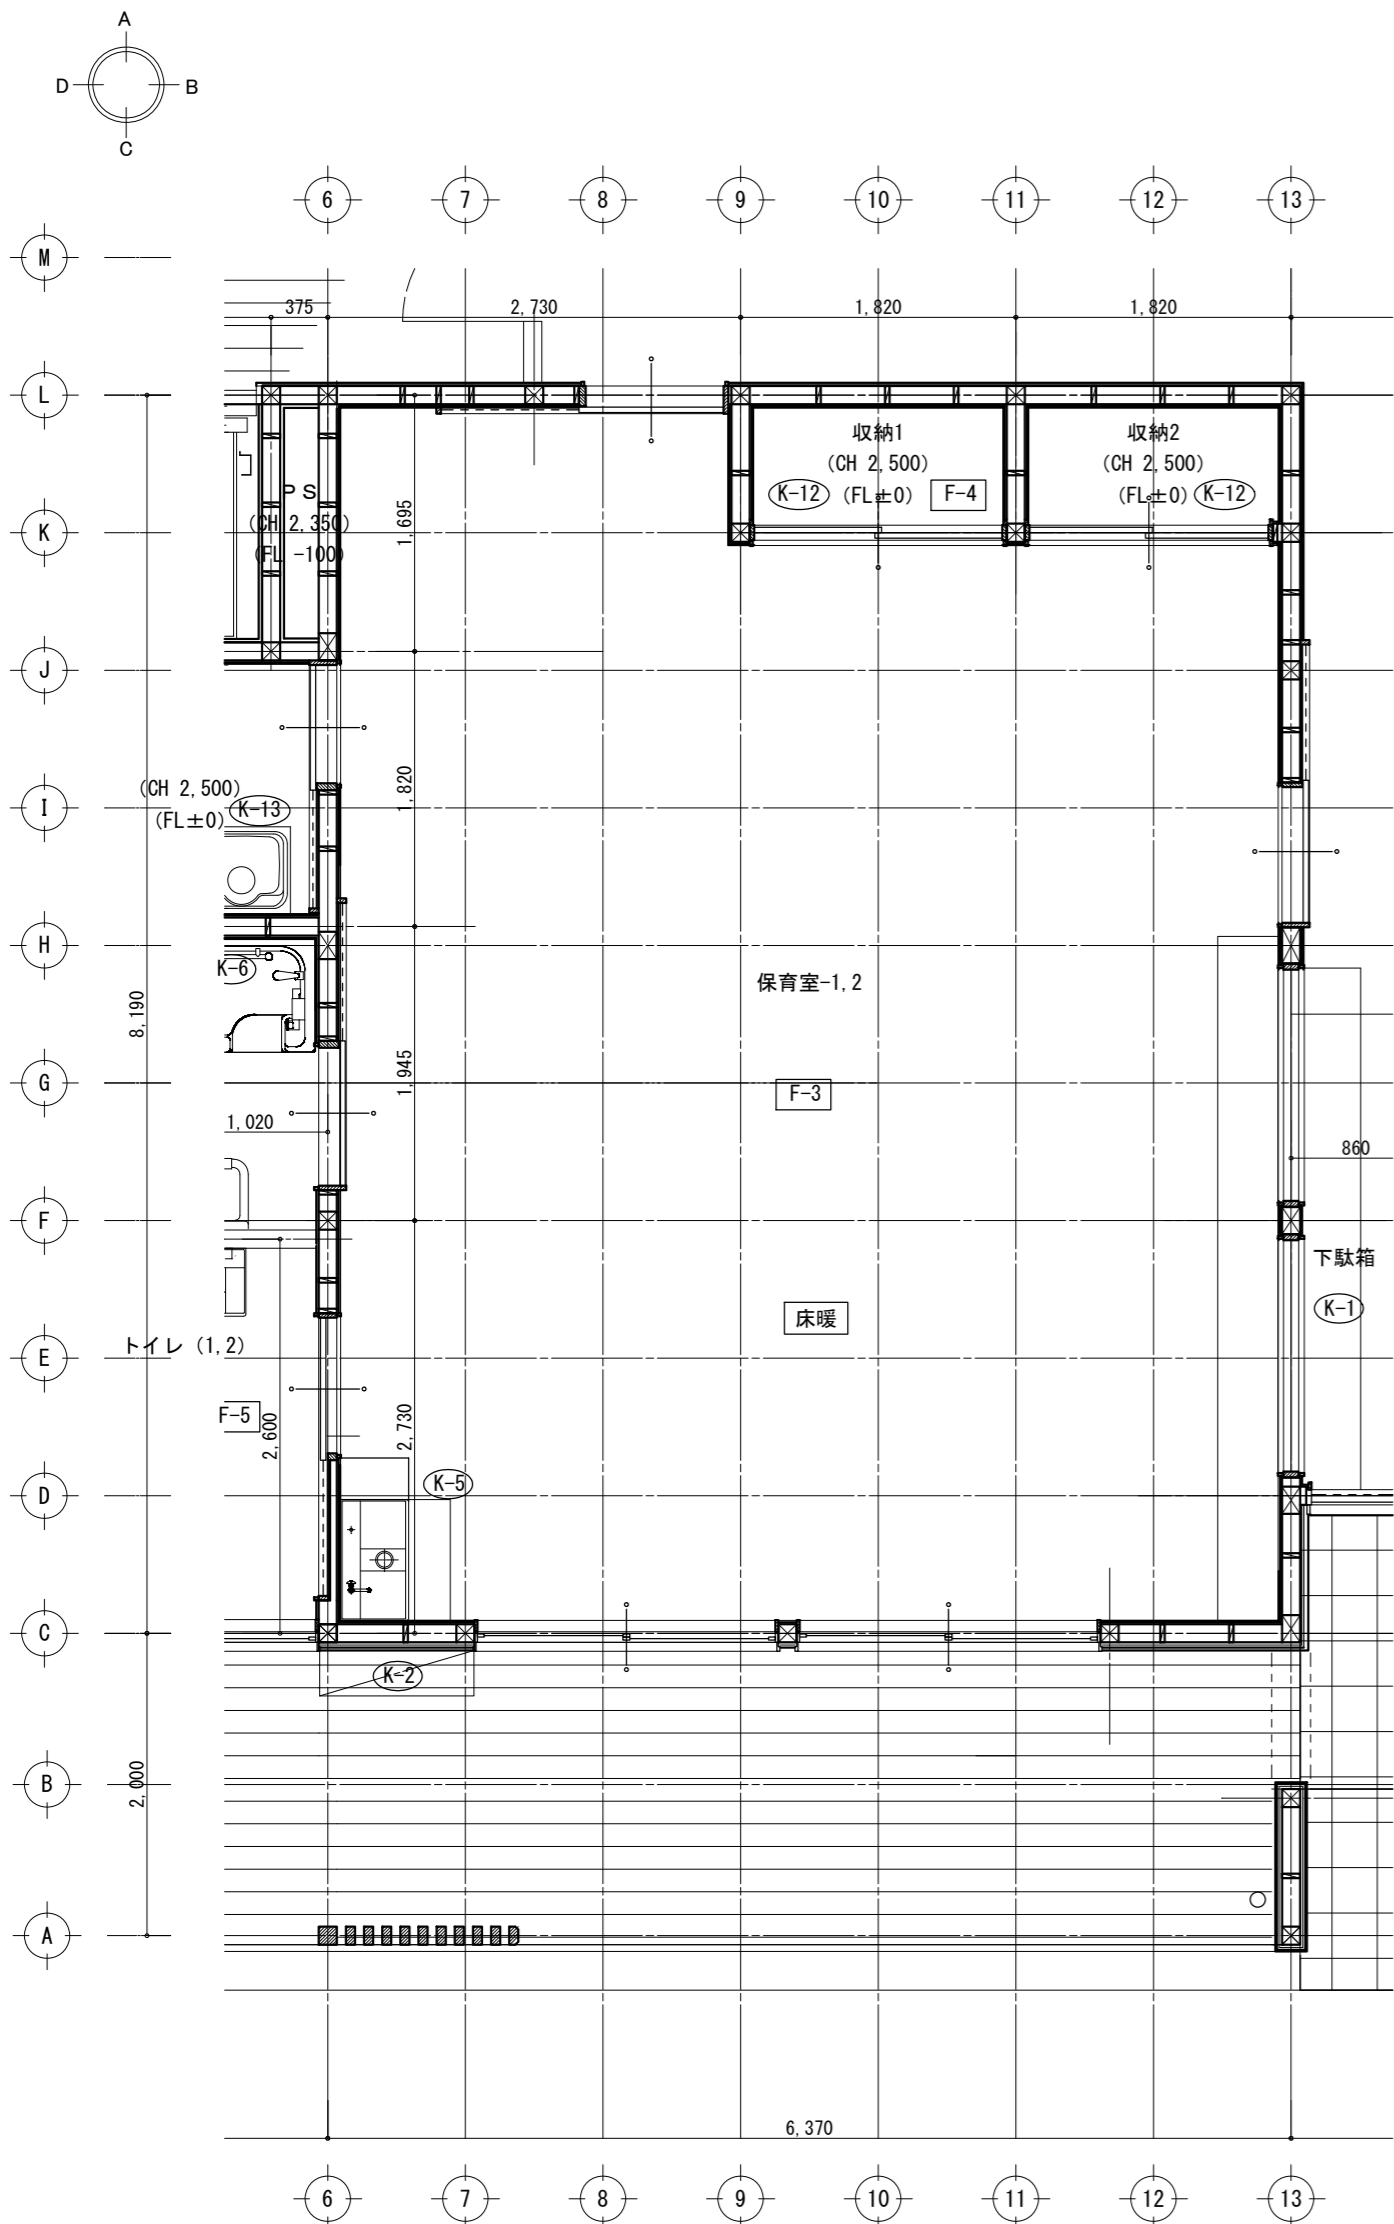 A
D B
C
6 7 8 9 10 11 12 13
M
375 2,730 1,820 1,820
L
収納1 収納2
(CH 2,500) (CH 2,500)
K-12 (FL±0) F-4 (FL±0) K-12
PS
(CH 2,350)
(FL -100)
1,695
K
J
(CH 2,500)
(FL±0) K-13
1,820
I
H
K-6
保育室-1,2
8,190
1,945
G
F-3
1,020
860
F
下駄箱
K-1
床暖
トイレ (1,2)
E
F-5
2,600
2,730
K-5
D
C
K-2
B
2,000
A
6,370
6 7 8 9 10 11 12 13